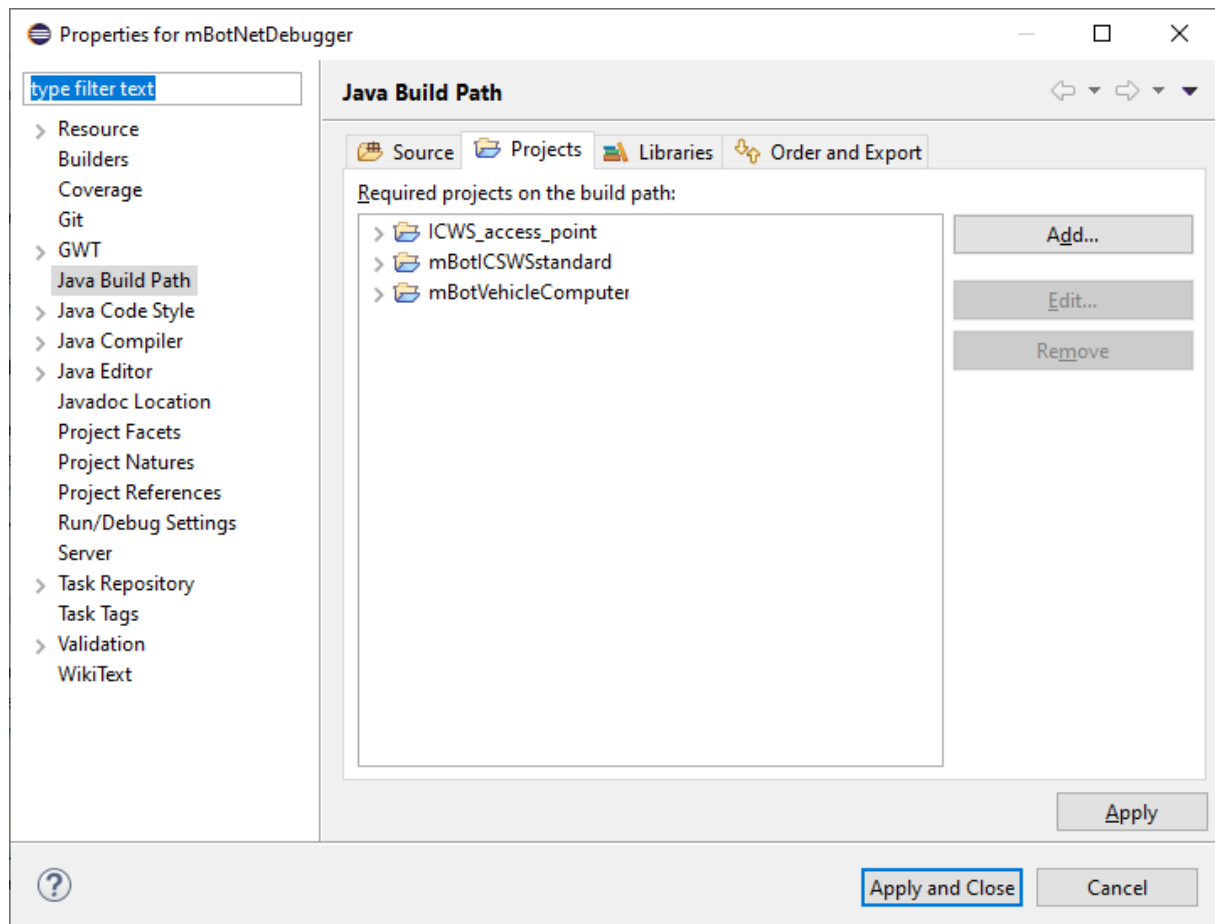 Properties for mBotNetDebugger
type filter text
Resource
Builders
Coverage
Git
GWT
Java Build Path
Java Code Style
Java Compiler
Java Editor
Javadoc Location
Project Facets
Project Natures
Project References
Run/Debug Settings
Server
Task Repository
Task Tags
Validation
WikiText
Java Build Path
Source Projects Libraries Order and Export
Required projects on the build path:
ICWS_access_point
mBotICSWSstandard
mBotVehicleComputer
Add...
Edit...
Remove
Apply
Apply and Close Cancel